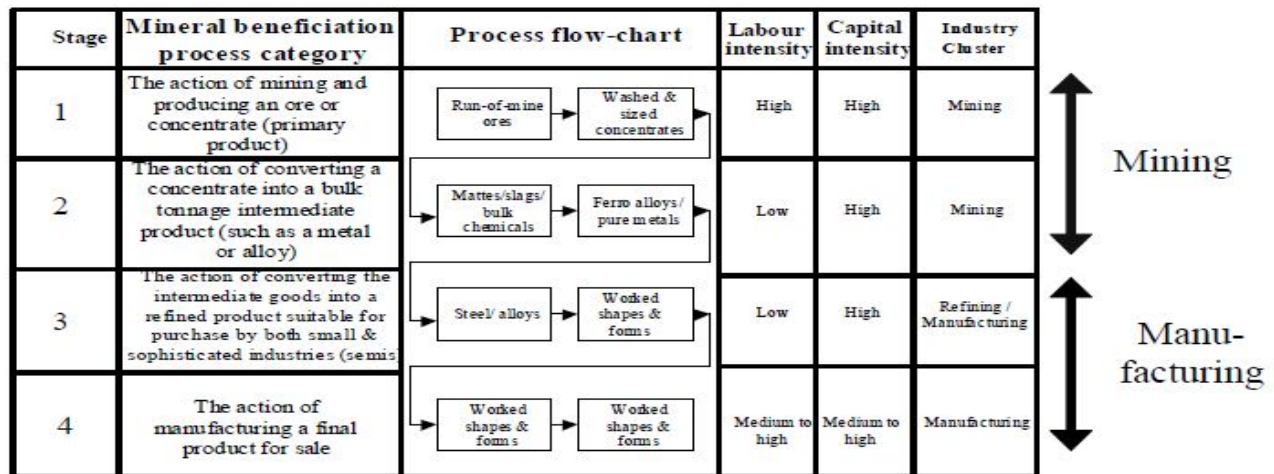 Stage
Mineral beneficiation
process category
Process flow-chart
Labour
intensity
Capital
intensity
Industry
Cluster
1
The action of mining and
producing an ore or
concentrate (primary
product)
Run-of-mine
ores
Washed &
sized
concentrates
High
High
Mining
2
The action of converting a
concentrate into a bulk
tonnage intermediate
product (such as a metal
or alloy)
Mattes/slags/
bulk
chemicals
Ferro alloys/
pure metals
Low
High
Mining
3
The action of converting the
intermediate goods into a
refined product suitable for
purchase by both small &
sophisticated industries (semis
Steel/ alloys
Worked
shapes &
forms
Low
High
Refining /
Manufacturing
4
The action of
manufacturing a final
product for sale
Worked
shapes &
forms
Worked
shapes &
forms
Medium to
high
Medium to
high
Manufacturing
Mining
Manu-
facturing